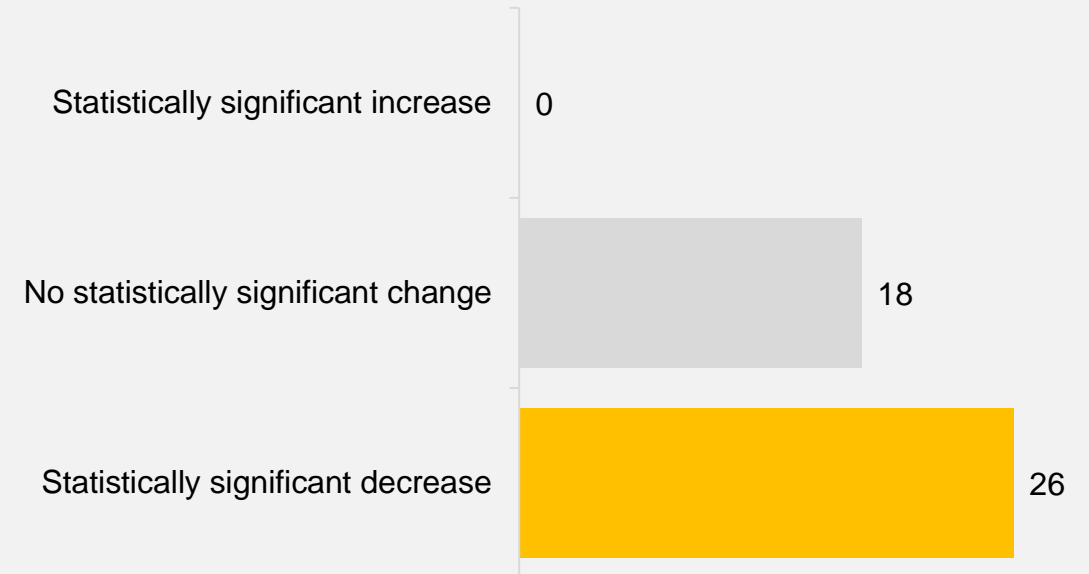 Statistically significant increase 0
No statistically significant change 18
Statistically significant decrease 26